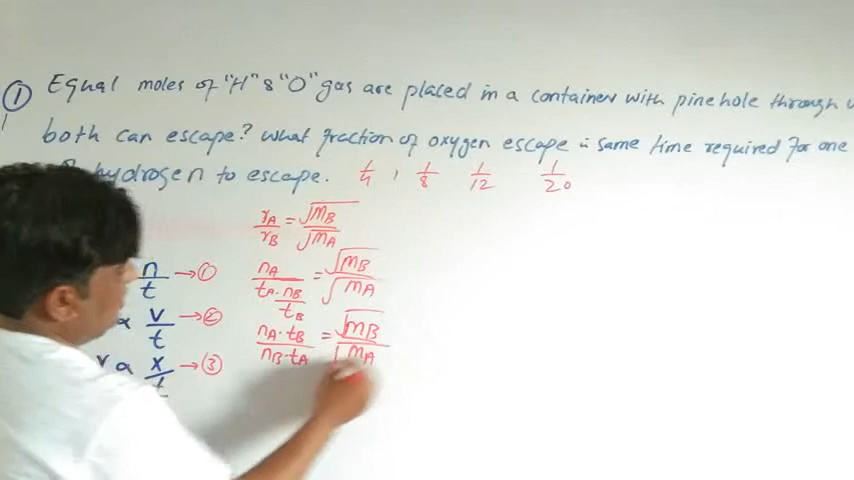 ① Equal moles of "H" & "O" gas are placed in a container with pinehole through
both can escape? what fraction of oxygen escape in same time required for one
hydrogen to escape. 1/4 , 1/8 1/12 1/20
rA/rB = √MB/√MA
n/t → ① nA/tA · nB/tB = √MB/√MA
∝ v/t → ② nA·tB/nB·tA = √MB/√MA
r ∝ x/t → ③